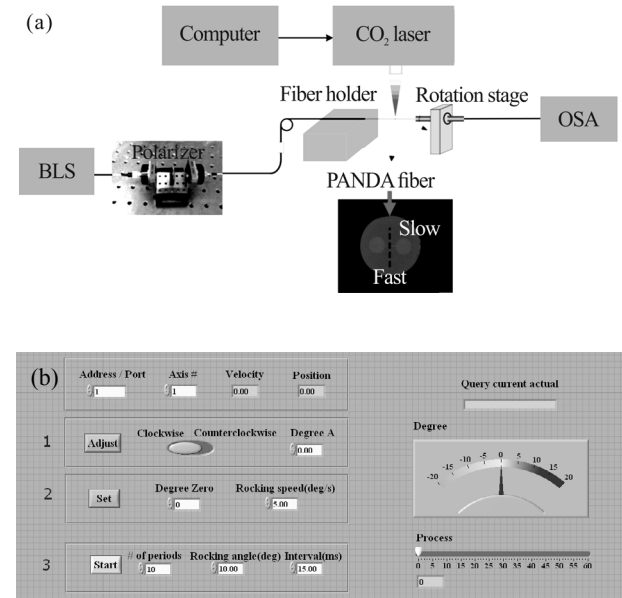 (a)
Computer
CO₂ laser
Fiber holder
Rotation stage
OSA
BLS
Polarizer
PANDA fiber
Slow
Fast
(b)
Address / Port Axis # Velocity Position
1 1 0.00 0.00
Query current actual
1 Adjust Clockwise Counterclockwise Degree A
0.00
Degree
-20 -15 -10 -5 0 5 10 15 20
2 Set Degree Zero Rocking speed(deg/s)
0 5.00
Process
0 5 10 15 20 25 30 35 40 45 50 55 60
0
3 Start # of periods Rocking angle(deg) Interval(ms)
10 10.00 15.00